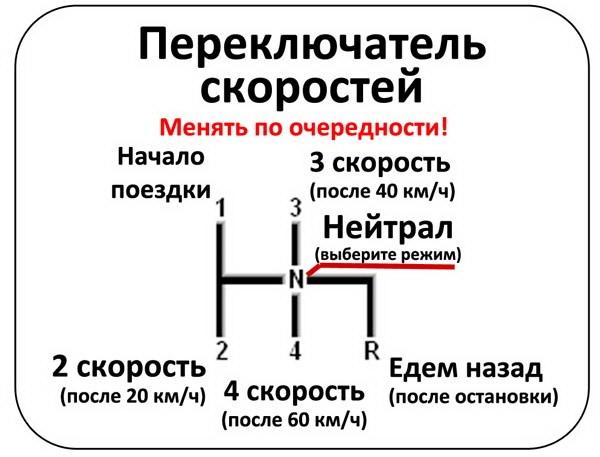 Переключатель
скоростей
Менять по очередности!
Начало
поездки
3 скорость
(после 40 км/ч)
1
3
Нейтрал
(выберите режим)
N
2
4
R
2 скорость
(после 20 км/ч)
4 скорость
(после 60 км/ч)
Едем назад
(после остановки)